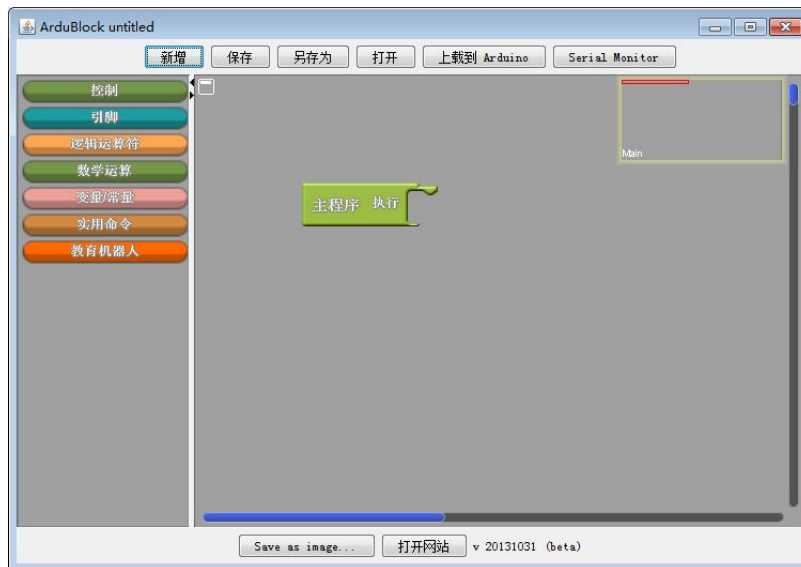 ArduBlock untitled
新增 保存 另存为 打开 上载到 Arduino Serial Monitor
控制
引脚
逻辑运算符
数学运算
变量/常量
实用命令
教育机器人
主程序 执行
Main
Save as image... 打开网站 v 20131031 (beta)